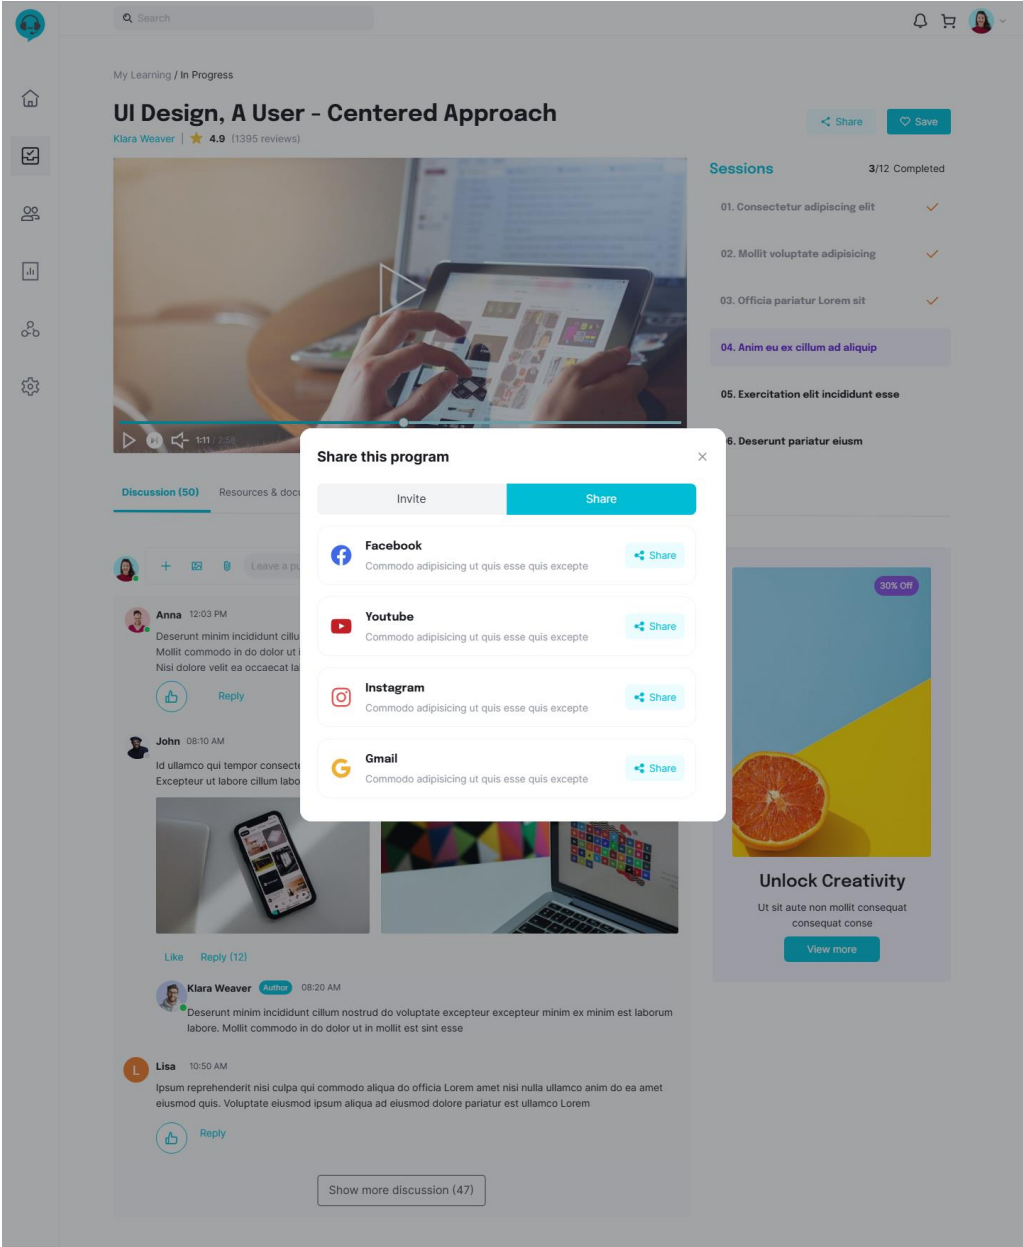 Search
My Learning / In Progress
UI Design, A User - Centered Approach
Klara Weaver | 4.9 (1395 reviews)
Share
Save
1:11 / 2:56
Sessions
3/12 Completed
01. Consectetur adipiscing elit
02. Mollit voluptate adipisicing
03. Officia pariatur Lorem sit
04. Anim eu ex cillum ad aliquip
05. Exercitation elit incididunt esse
6. Deserunt pariatur eiusm
Discussion (50)
Resources &
Share this program
Invite
Share
Facebook
Commodo adipisicing ut quis esse quis excepte
Share
Youtube
Commodo adipisicing ut quis esse quis excepte
Share
Instagram
Commodo adipisicing ut quis esse quis excepte
Share
Gmail
Commodo adipisicing ut quis esse quis excepte
Share
Leave a
Anna 12:03 PM
Deserunt minim incididunt
Mollit commodo in do dolor ut
Nisi dolore velit ea occaecat
Reply
John 08:10 AM
Id ullamco qui tempor
Excepteur ut labore cillum
Like
Reply (12)
Klara Weaver Author 08:20 AM
Deserunt minim incididunt cillum nostrud do voluptate excepteur excepteur minim ex minim est laborum
labore. Mollit commodo in do dolor ut in mollit est sint esse
L
Lisa 10:50 AM
Ipsum reprehenderit nisi culpa qui commodo aliqua do officia Lorem amet nisi nulla ullamco anim do ea amet
eiusmod quis. Voluptate eiusmod ipsum aliqua ad eiusmod dolore pariatur est ullamco Lorem
Reply
Show more discussion (47)
30% Off
Unlock Creativity
Ut sit aute non mollit consequat
consequat conse
View more